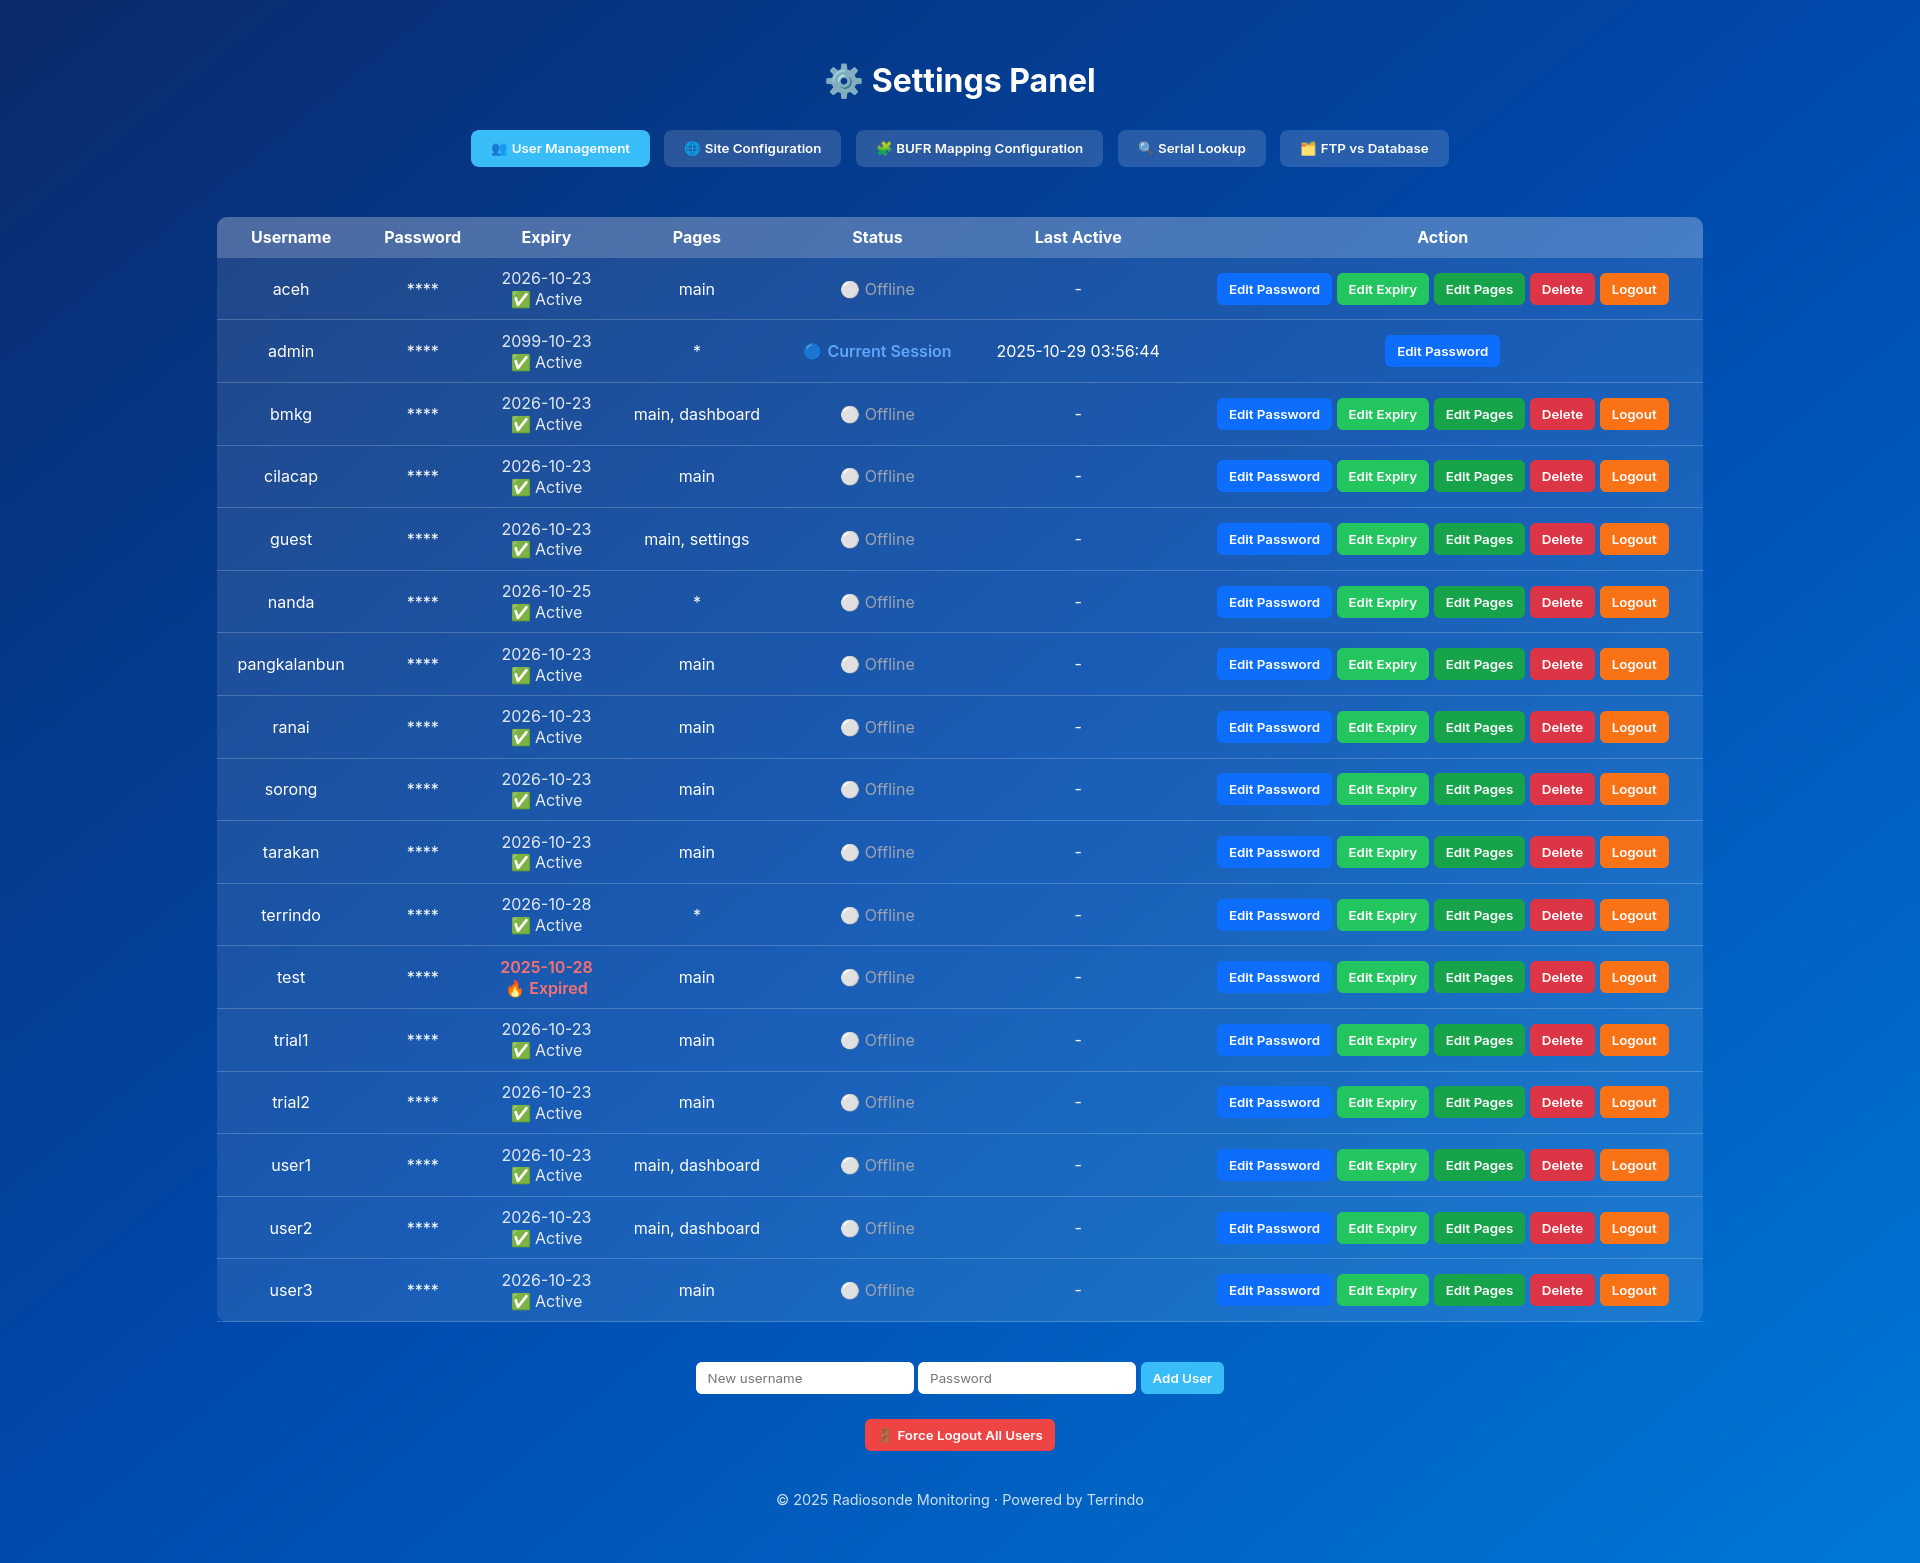 ⚙️ Settings Panel
👥 User Management 🌐 Site Configuration 🧩 BUFR Mapping Configuration 🔍 Serial Lookup 🗂️ FTP vs Database
Username Password Expiry Pages Status Last Active Action
aceh **** 2026-10-23 ✅ Active main ⚪ Offline - Edit Password Edit Expiry Edit Pages Delete Logout
admin **** 2099-10-23 ✅ Active * 🔵 Current Session 2025-10-29 03:56:44 Edit Password
bmkg **** 2026-10-23 ✅ Active main, dashboard ⚪ Offline - Edit Password Edit Expiry Edit Pages Delete Logout
cilacap **** 2026-10-23 ✅ Active main ⚪ Offline - Edit Password Edit Expiry Edit Pages Delete Logout
guest **** 2026-10-23 ✅ Active main, settings ⚪ Offline - Edit Password Edit Expiry Edit Pages Delete Logout
nanda **** 2026-10-25 ✅ Active * ⚪ Offline - Edit Password Edit Expiry Edit Pages Delete Logout
pangkalanbun **** 2026-10-23 ✅ Active main ⚪ Offline - Edit Password Edit Expiry Edit Pages Delete Logout
ranai **** 2026-10-23 ✅ Active main ⚪ Offline - Edit Password Edit Expiry Edit Pages Delete Logout
sorong **** 2026-10-23 ✅ Active main ⚪ Offline - Edit Password Edit Expiry Edit Pages Delete Logout
tarakan **** 2026-10-23 ✅ Active main ⚪ Offline - Edit Password Edit Expiry Edit Pages Delete Logout
terrindo **** 2026-10-28 ✅ Active * ⚪ Offline - Edit Password Edit Expiry Edit Pages Delete Logout
test **** 2025-10-28 🔥 Expired main ⚪ Offline - Edit Password Edit Expiry Edit Pages Delete Logout
trial1 **** 2026-10-23 ✅ Active main ⚪ Offline - Edit Password Edit Expiry Edit Pages Delete Logout
trial2 **** 2026-10-23 ✅ Active main ⚪ Offline - Edit Password Edit Expiry Edit Pages Delete Logout
user1 **** 2026-10-23 ✅ Active main, dashboard ⚪ Offline - Edit Password Edit Expiry Edit Pages Delete Logout
user2 **** 2026-10-23 ✅ Active main, dashboard ⚪ Offline - Edit Password Edit Expiry Edit Pages Delete Logout
user3 **** 2026-10-23 ✅ Active main ⚪ Offline - Edit Password Edit Expiry Edit Pages Delete Logout
New username Password Add User
🚪 Force Logout All Users
© 2025 Radiosonde Monitoring · Powered by Terrindo